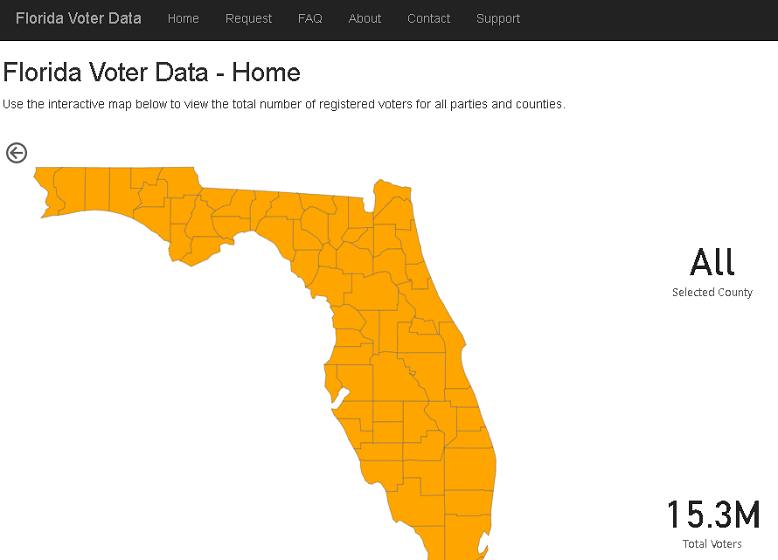 Florida Voter Data Home Request FAQ About Contact Support
Florida Voter Data - Home
Use the interactive map below to view the total number of registered voters for all parties and counties.
All
Selected County
15.3M
Total Voters